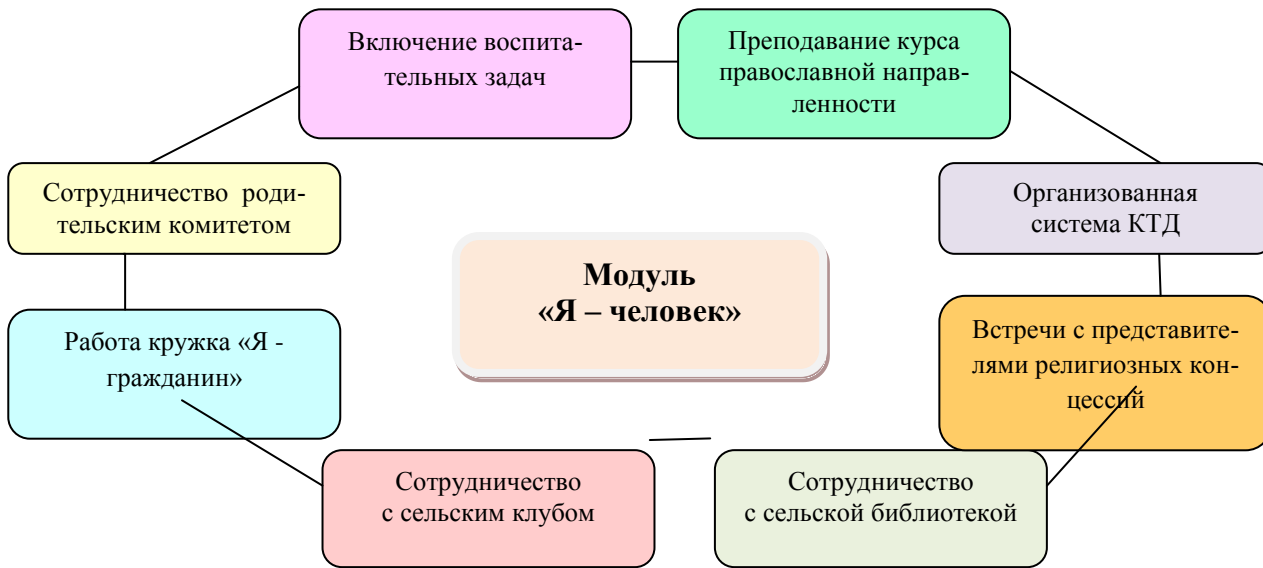 Включение воспита-
тельных задач
Преподавание курса
православной направ-
ленности
Сотрудничество  роди-
тельским комитетом
Организованная
система КТД
Модуль
«Я – человек»
Работа кружка «Я -
гражданин»
Встречи с представите-
лями религиозных кон-
цессий
Сотрудничество
с сельским клубом
Сотрудничество
с сельской библиотекой